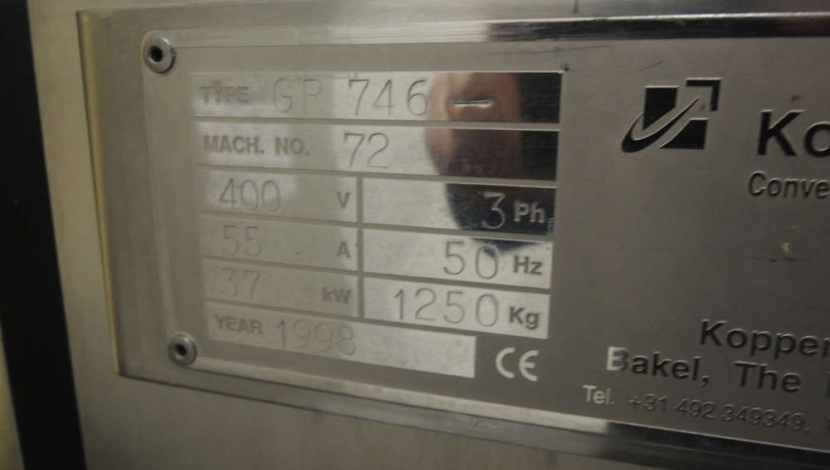 TYPE GR 746 -
MACH. NO. 72
400 V 3 Ph
55 A 50 Hz
37 kW 1250 Kg
YEAR 1998 CE
Ko
Conve
Koppe
Bakel, The
Tel. +31 492 349349.